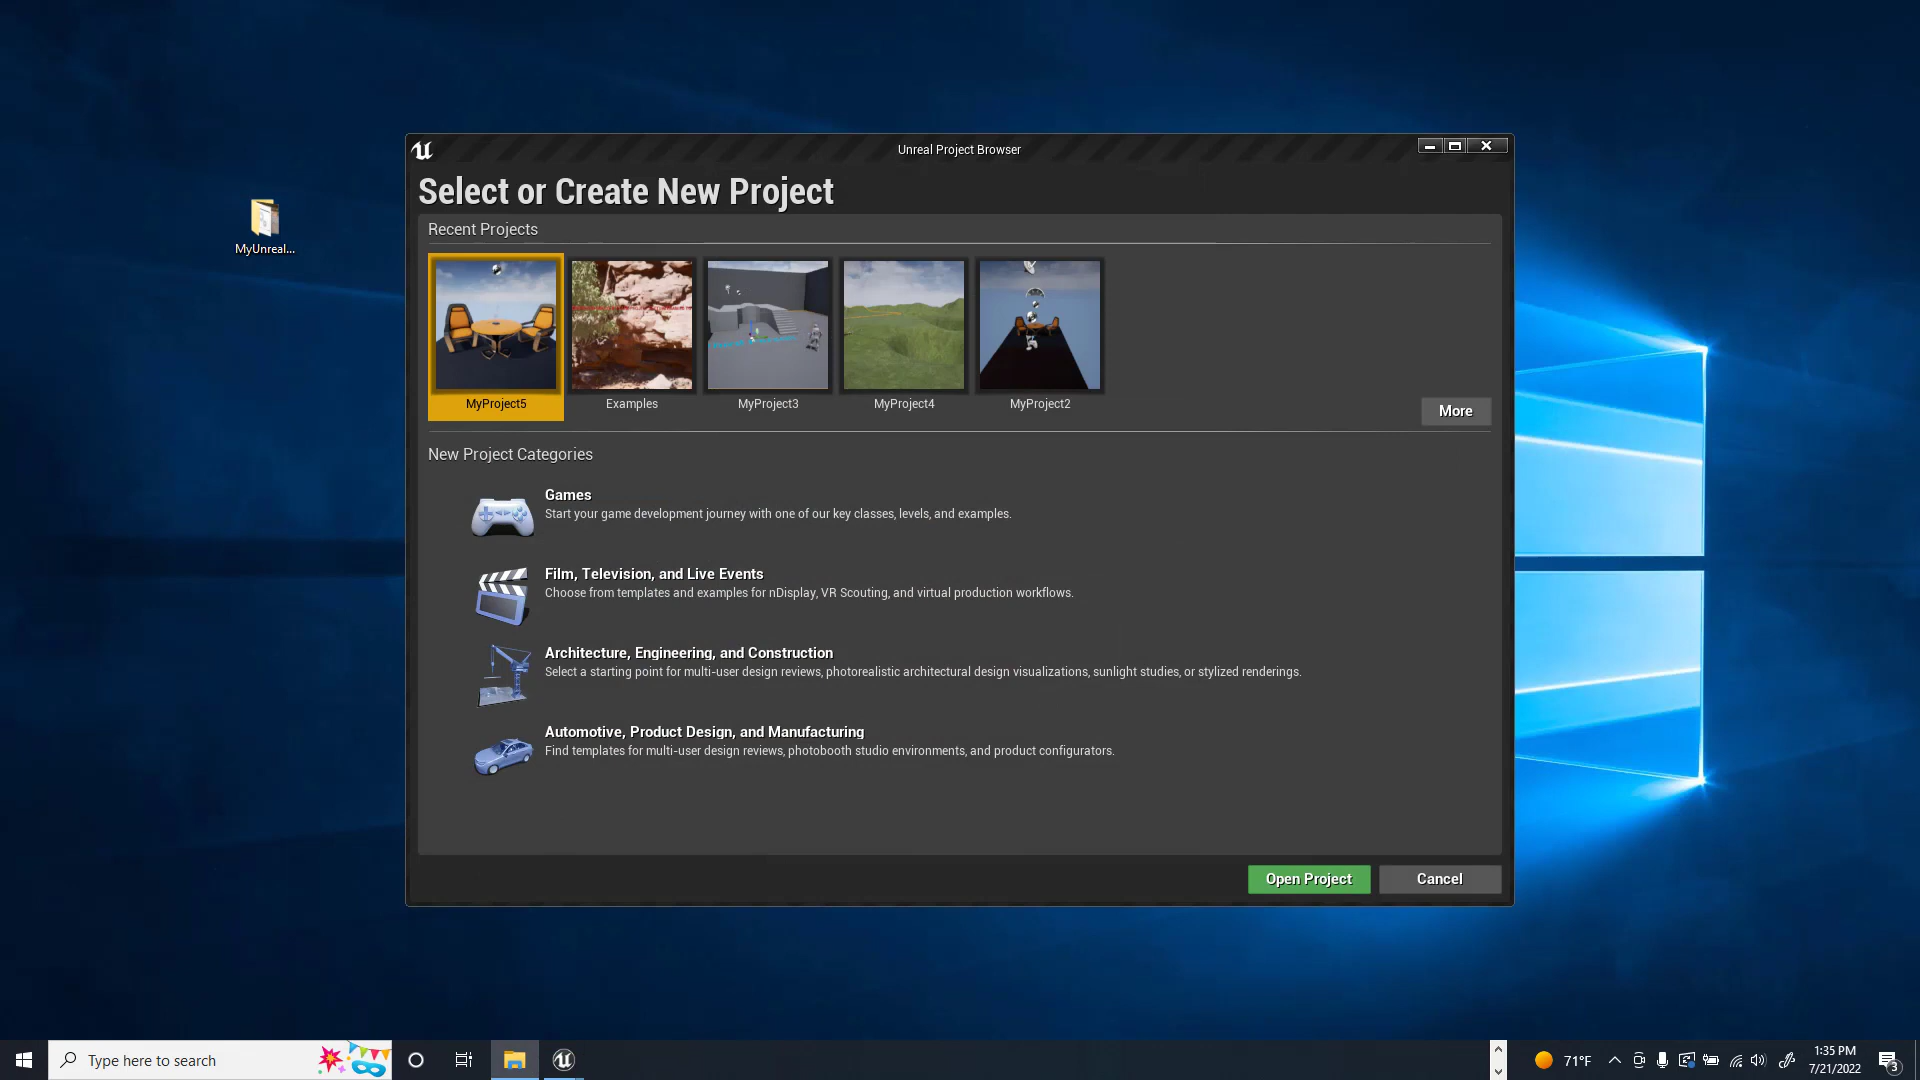 Unreal Project Browser
Select or Create New Project
MyUnreal...
Recent Projects
MyProject5
Examples
MyProject3
MyProject4
MyProject2
More
New Project Categories
Games
Start your game development journey with one of our key classes, levels, and examples.
Film, Television, and Live Events
Choose from templates and examples for nDisplay, VR Scouting, and virtual production workflows.
Architecture, Engineering, and Construction
Select a starting point for multi-user design reviews, photorealistic architectural design visualizations, sunlight studies, or stylized renderings.
Automotive, Product Design, and Manufacturing
Find templates for multi-user design reviews, photobooth studio environments, and product configurators.
Open Project
Cancel
Type here to search
71°F
1:35 PM
7/21/2022
3